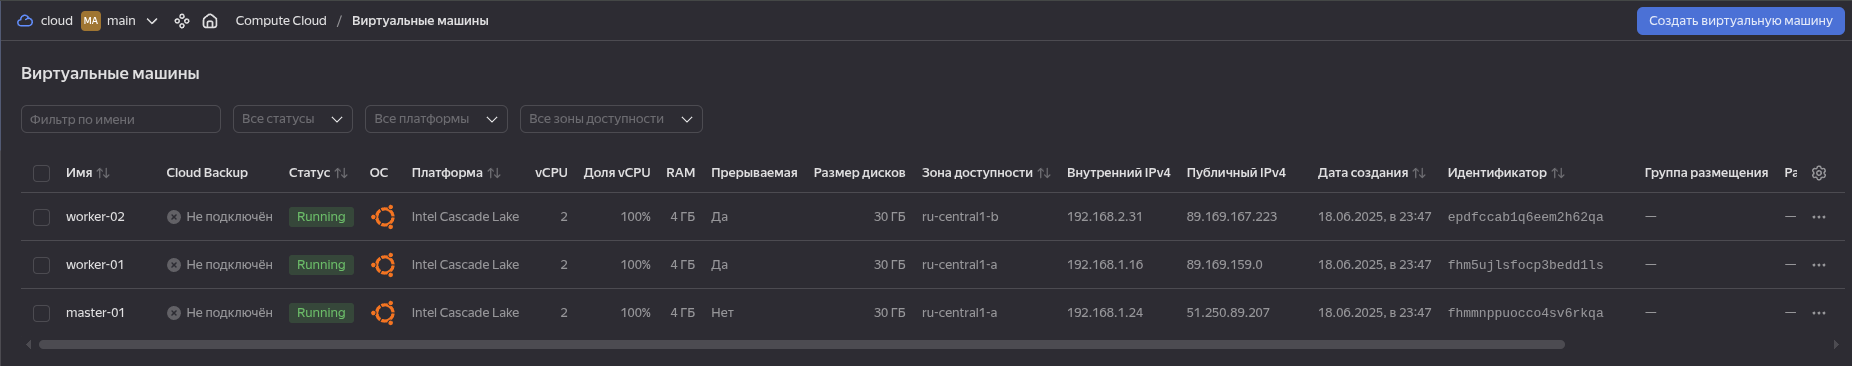 cloud MA main Compute Cloud / Виртуальные машины Создать виртуальную машину
Виртуальные машины
Фильтр по имени Все статусы Все платформы Все зоны доступности
Имя Cloud Backup Статус ОС Платформа vCPU Доля vCPU RAM Прерываемая Размер дисков Зона доступности Внутренний IPv4 Публичный IPv4 Дата создания Идентификатор Группа размещения Ра
worker-02 Не подключён Running Intel Cascade Lake 2 100% 4 ГБ Да 30 ГБ ru-central1-b 192.168.2.31 89.169.167.223 18.06.2025, в 23:47 epdfccab1q6eem2h62qa — —
worker-01 Не подключён Running Intel Cascade Lake 2 100% 4 ГБ Да 30 ГБ ru-central1-a 192.168.1.16 89.169.159.0 18.06.2025, в 23:47 fhm5ujlsfocp3bedd1ls — —
master-01 Не подключён Running Intel Cascade Lake 2 100% 4 ГБ Нет 30 ГБ ru-central1-a 192.168.1.24 51.250.89.207 18.06.2025, в 23:47 fhmmnppuocco4sv6rkqa — —